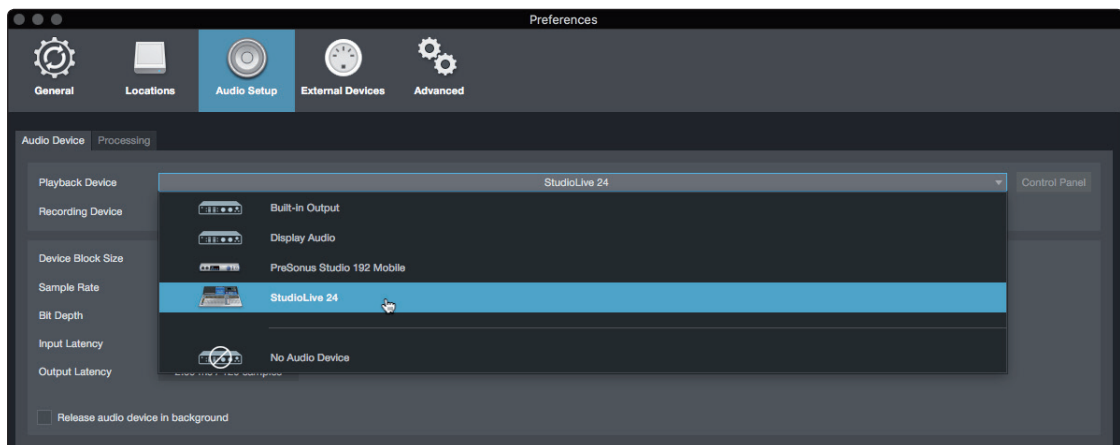 Preferences
General Locations Audio Setup External Devices Advanced
Audio Device Processing
Playback Device StudioLive 24 Control Panel
Recording Device Built-in Output
Display Audio
Device Block Size PreSonus Studio 192 Mobile
Sample Rate StudioLive 24
Bit Depth
Input Latency No Audio Device
Output Latency
Release audio device in background